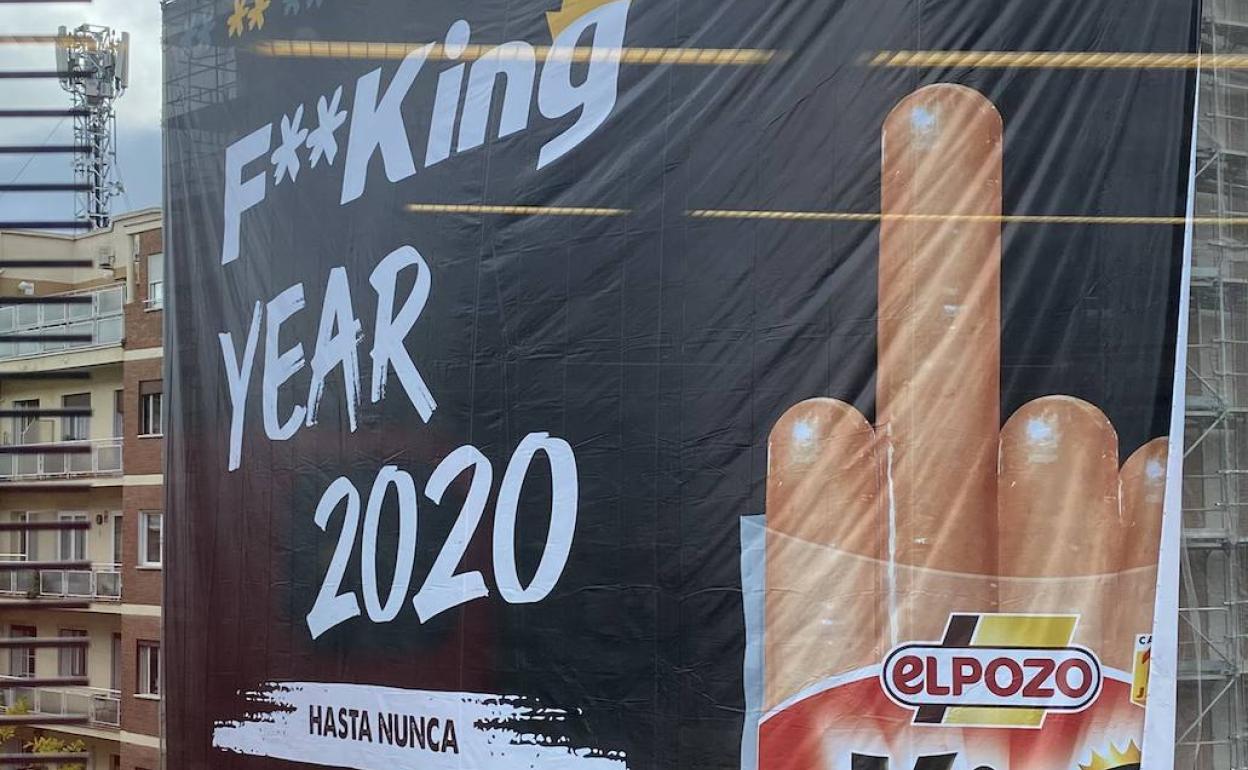 F**King
YEAR
2020
HASTA NUNCA
ELPOZO